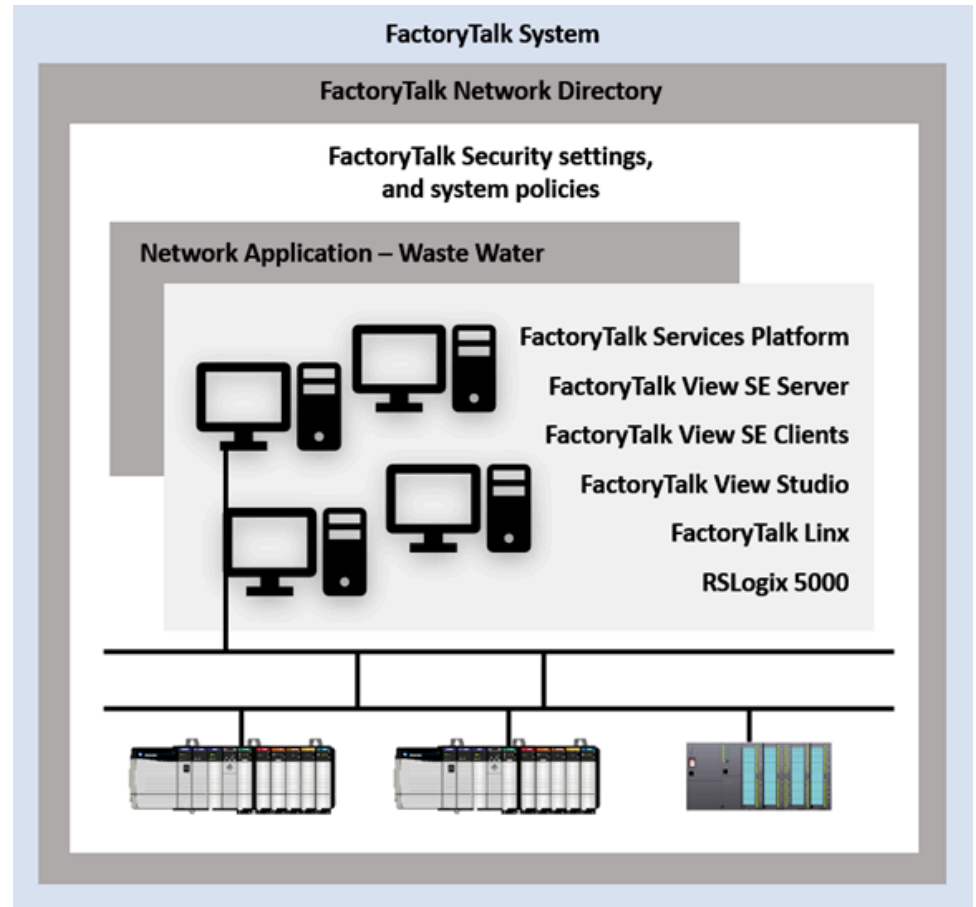 FactoryTalk System
FactoryTalk Network Directory
FactoryTalk Security settings,
and system policies
Network Application – Waste Water
FactoryTalk Services Platform
FactoryTalk View SE Server
FactoryTalk View SE Clients
FactoryTalk View Studio
FactoryTalk Linx
RSLogix 5000